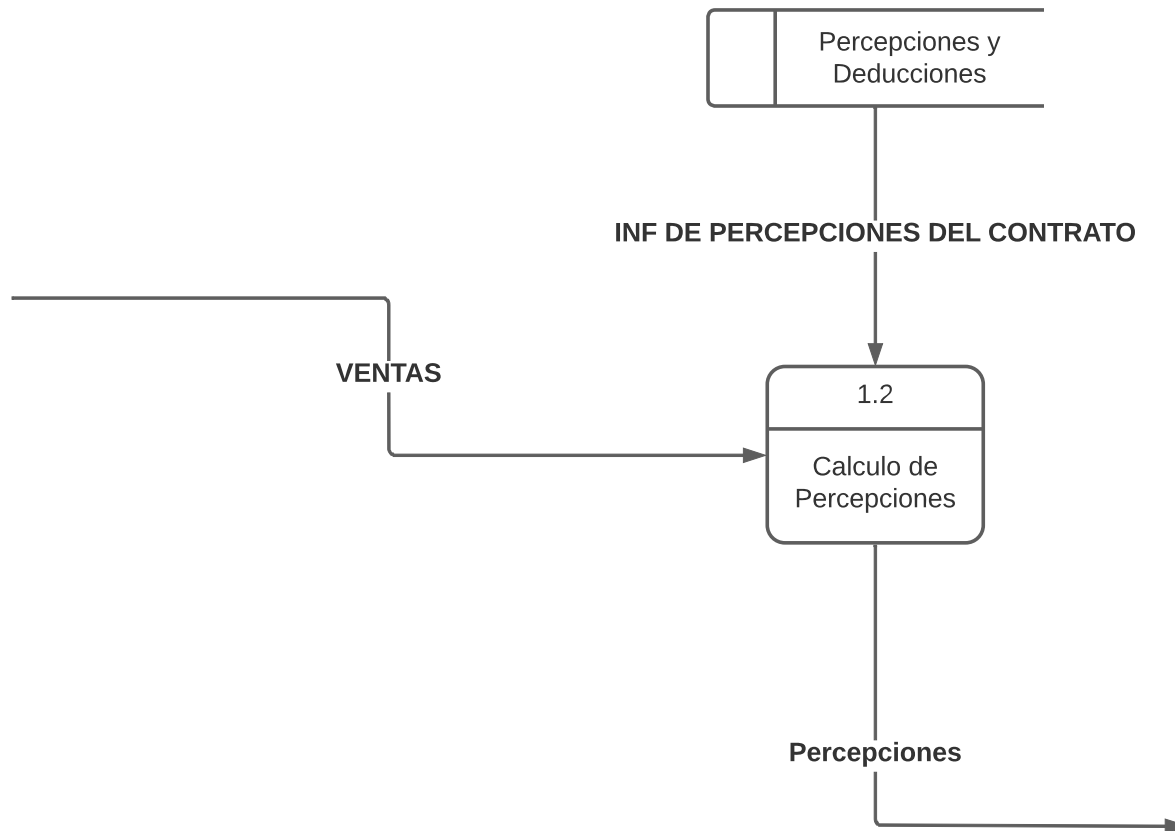 Percepciones y
Deducciones
INF DE PERCEPCIONES DEL CONTRATO
VENTAS
1.2
Calculo de
Percepciones
Percepciones